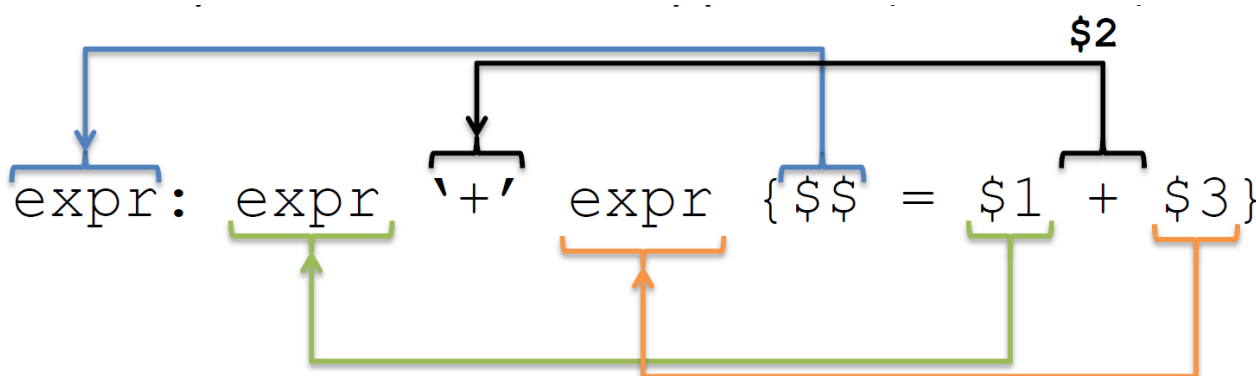 $2
expr: expr ‘+’ expr {$$ = $1 + $3}